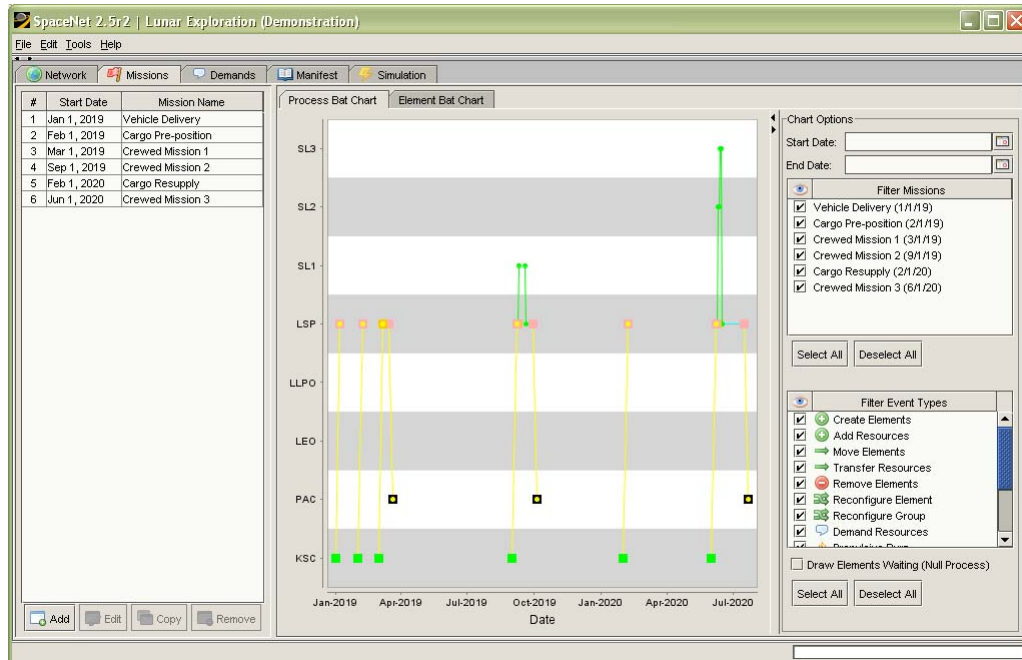 SpaceNet 2.5r2 | Lunar Exploration (Demonstration)
File Edit Tools Help
Network Missions Demands Manifest Simulation
# Start Date Mission Name
1 Jan 1, 2019 Vehicle Delivery
2 Feb 1, 2019 Cargo Pre-position
3 Mar 1, 2019 Crewed Mission 1
4 Sep 1, 2019 Crewed Mission 2
5 Feb 1, 2020 Cargo Resupply
6 Jun 1, 2020 Crewed Mission 3
Add Edit Copy Remove
Process Bat Chart Element Bat Chart
SL3
SL2
SL1
LSP
LLPO
LEO
PAC
KSC
Jan-2019 Apr-2019 Jul-2019 Oct-2019 Jan-2020 Apr-2020 Jul-2020
Date
Chart Options
Start Date:
End Date:
Filter Missions
Vehicle Delivery (1/1/19)
Cargo Pre-position (2/1/19)
Crewed Mission 1 (3/1/19)
Crewed Mission 2 (9/1/19)
Cargo Resupply (2/1/20)
Crewed Mission 3 (6/1/20)
Select All Deselect All
Filter Event Types
Create Elements
Add Resources
Move Elements
Transfer Resources
Remove Elements
Reconfigure Element
Reconfigure Group
Demand Resources
Draw Elements Waiting (Null Process)
Select All Deselect All